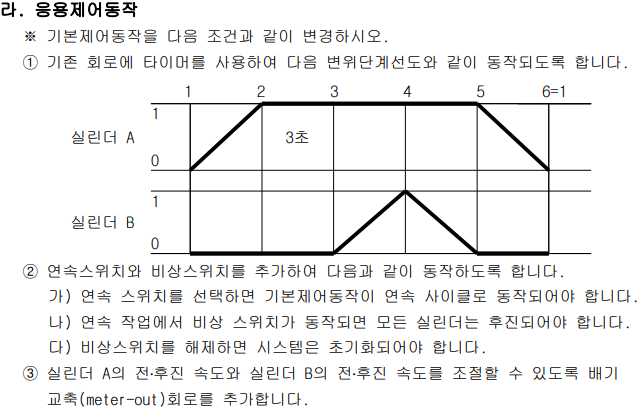 라. 응용제어동작
※ 기본제어동작을 다음 조건과 같이 변경하시오.
① 기존 회로에 타이머를 사용하여 다음 변위단계선도와 같이 동작되도록 합니다.
1 2 3 4 5 6=1
1
실린더 A 3초
0
1
실린더 B
0
② 연속스위치와 비상스위치를 추가하여 다음과 같이 동작하도록 합니다.
가) 연속 스위치를 선택하면 기본제어동작이 연속 사이클로 동작되어야 합니다.
나) 연속 작업에서 비상 스위치가 동작되면 모든 실린더는 후진되어야 합니다.
다) 비상스위치를 해제하면 시스템은 초기화되어야 합니다.
③ 실린더 A의 전·후진 속도와 실린더 B의 전·후진 속도를 조절할 수 있도록 배기
교축(meter-out)회로를 추가합니다.